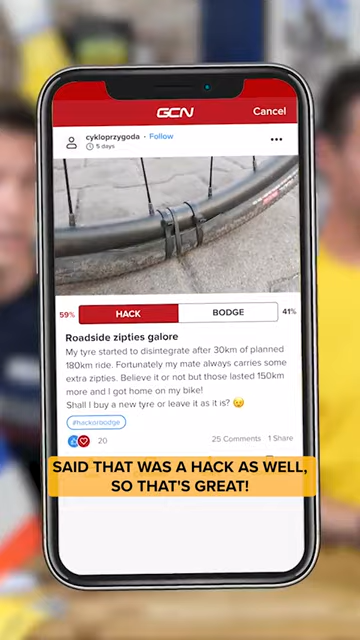 GCN
Cancel
cykloprzygoda • Follow
5 days
59%
HACK
BODGE
41%
Roadside zipties galore
My tyre started to disintegrate after 30km of planned
180km ride. Fortunately my mate always carries some
extra zipties. Believe it or not but those lasted 150km
more and I got home on my bike!
Shall I buy a new tyre or leave it as it is? 😉
#hackorbodge
20
25 Comments 1 Share
SAID THAT WAS A HACK AS WELL,
SO THAT'S GREAT!